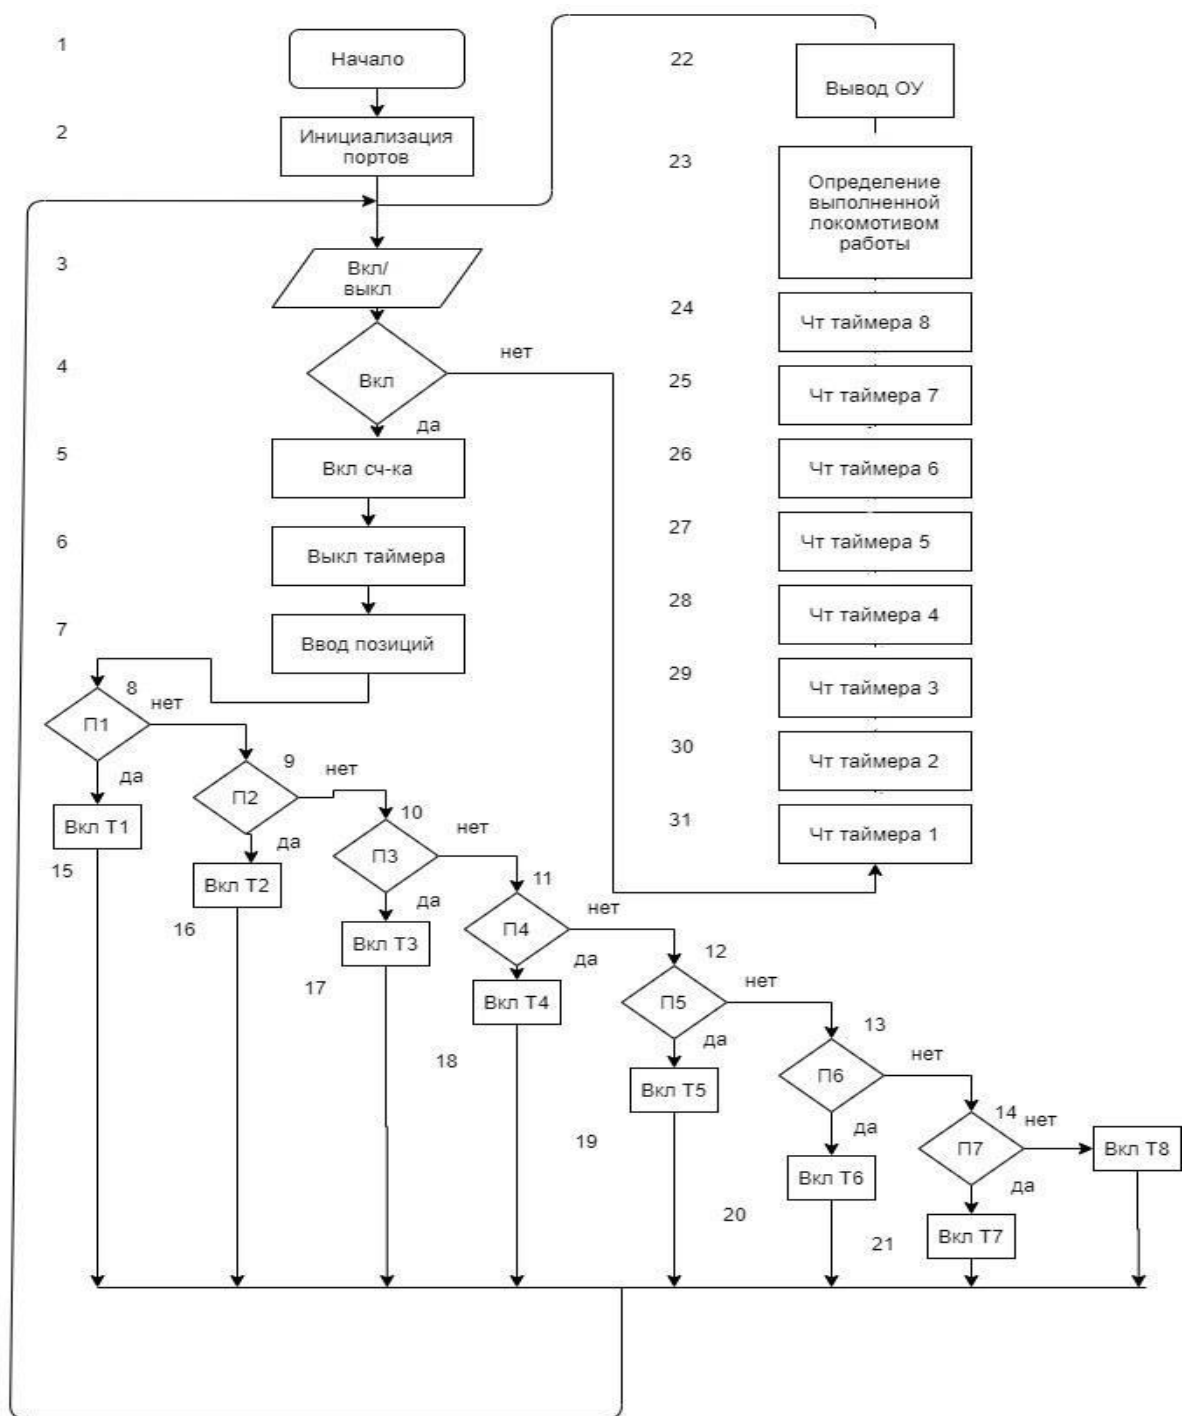 1
Начало
2
Инициализация
портов
3
Вкл/
выкл
4
Вкл
нет
да
5
Вкл сч-ка
6
Выкл таймера
7
Ввод позиций
8
П1
нет
да
Вкл Т1
15
9
П2
нет
да
Вкл Т2
16
10
П3
нет
да
Вкл Т3
17
11
П4
нет
да
Вкл Т4
18
12
П5
нет
да
Вкл Т5
19
13
П6
нет
да
Вкл Т6
20
14
П7
нет
да
Вкл Т7
21
Вкл Т8
22
Вывод ОУ
23
Определение
выполненной
локомотивом
работы
24
Чт таймера 8
25
Чт таймера 7
26
Чт таймера 6
27
Чт таймера 5
28
Чт таймера 4
29
Чт таймера 3
30
Чт таймера 2
31
Чт таймера 1